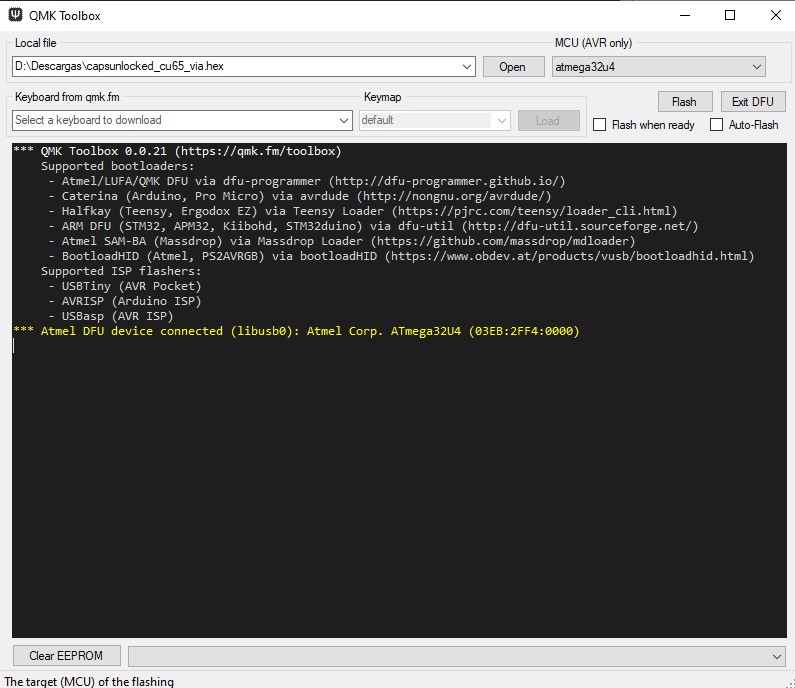 QMK Toolbox
Local file
MCU (AVR only)
D:\Descargas\capsunlocked_cu65_via.hex
Open
atmega32u4
Keyboard from qmk.fm
Keymap
Flash
Exit DFU
Select a keyboard to download
default
Load
Flash when ready
Auto-Flash
*** QMK Toolbox 0.0.21 (https://qmk.fm/toolbox)
Supported bootloaders:
- Atmel/LUFA/QMK DFU via dfu-programmer (http://dfu-programmer.github.io/)
- Caterina (Arduino, Pro Micro) via avrdude (http://nongnu.org/avrdude/)
- Halfkay (Teensy, Ergodox EZ) via Teensy Loader (https://pjrc.com/teensy/loader_cli.html)
- ARM DFU (STM32, APM32, Kiibohd, STM32duino) via dfu-util (http://dfu-util.sourceforge.net/)
- Atmel SAM-BA (Massdrop) via Massdrop Loader (https://github.com/massdrop/mdloader)
- BootloadHID (Atmel, PS2AVRGB) via bootloadHID (https://www.obdev.at/products/vusb/bootloadhid.html)
Supported ISP flashers:
- USBTiny (AVR Pocket)
- AVRISP (Arduino ISP)
- USBasp (AVR ISP)
*** Atmel DFU device connected (libusb0): Atmel Corp. ATmega32U4 (03EB:2FF4:0000)
Clear EEPROM
The target (MCU) of the flashing